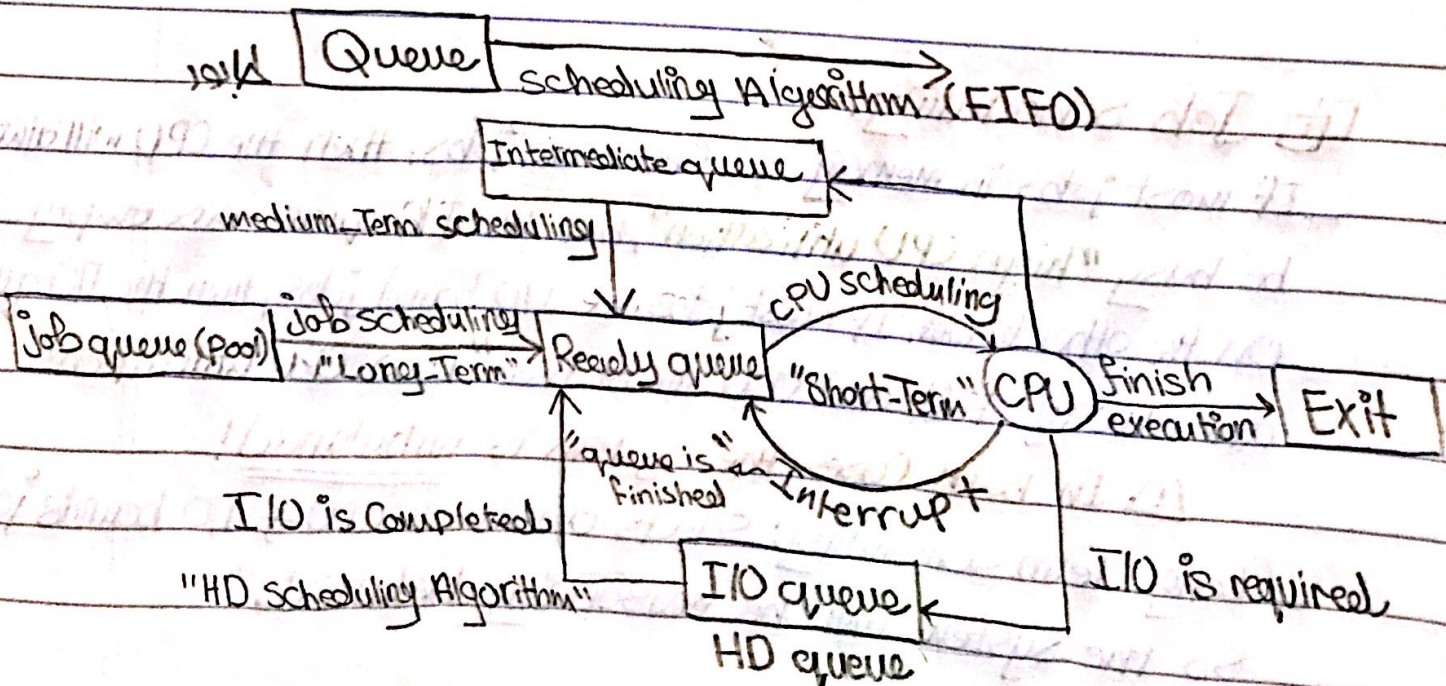 طابور Queue
Scheduling Algorithm (FIFO)
Intermediate queue
medium-Term scheduling
CPU scheduling
job queue (Pool)
job scheduling
"Long-Term"
Ready queue
"Short-Term"
CPU
finish
execution
Exit
"queue is finished"
an Interrupt
I/O is Completed
"HD scheduling Algorithm"
I/O queue
HD queue
I/O is required